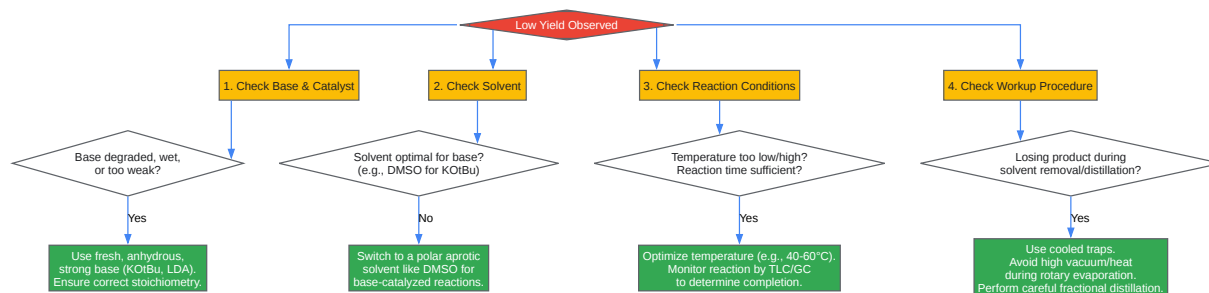 Low Yield Observed
1. Check Base & Catalyst
2. Check Solvent
3. Check Reaction Conditions
4. Check Workup Procedure
Base degraded, wet,
or too weak?
Solvent optimal for base?
(e.g., DMSO for KOtBu)
Temperature too low/high?
Reaction time sufficient?
Losing product during
solvent removal/distillation?
Yes
No
Yes
Yes
Use fresh, anhydrous,
strong base (KOtBu, LDA).
Ensure correct stoichiometry.
Switch to a polar aprotic
solvent like DMSO for
base-catalyzed reactions.
Optimize temperature (e.g., 40-60°C).
Monitor reaction by TLC/GC
to determine completion.
Use cooled traps.
Avoid high vacuum/heat
during rotary evaporation.
Perform careful fractional distillation.